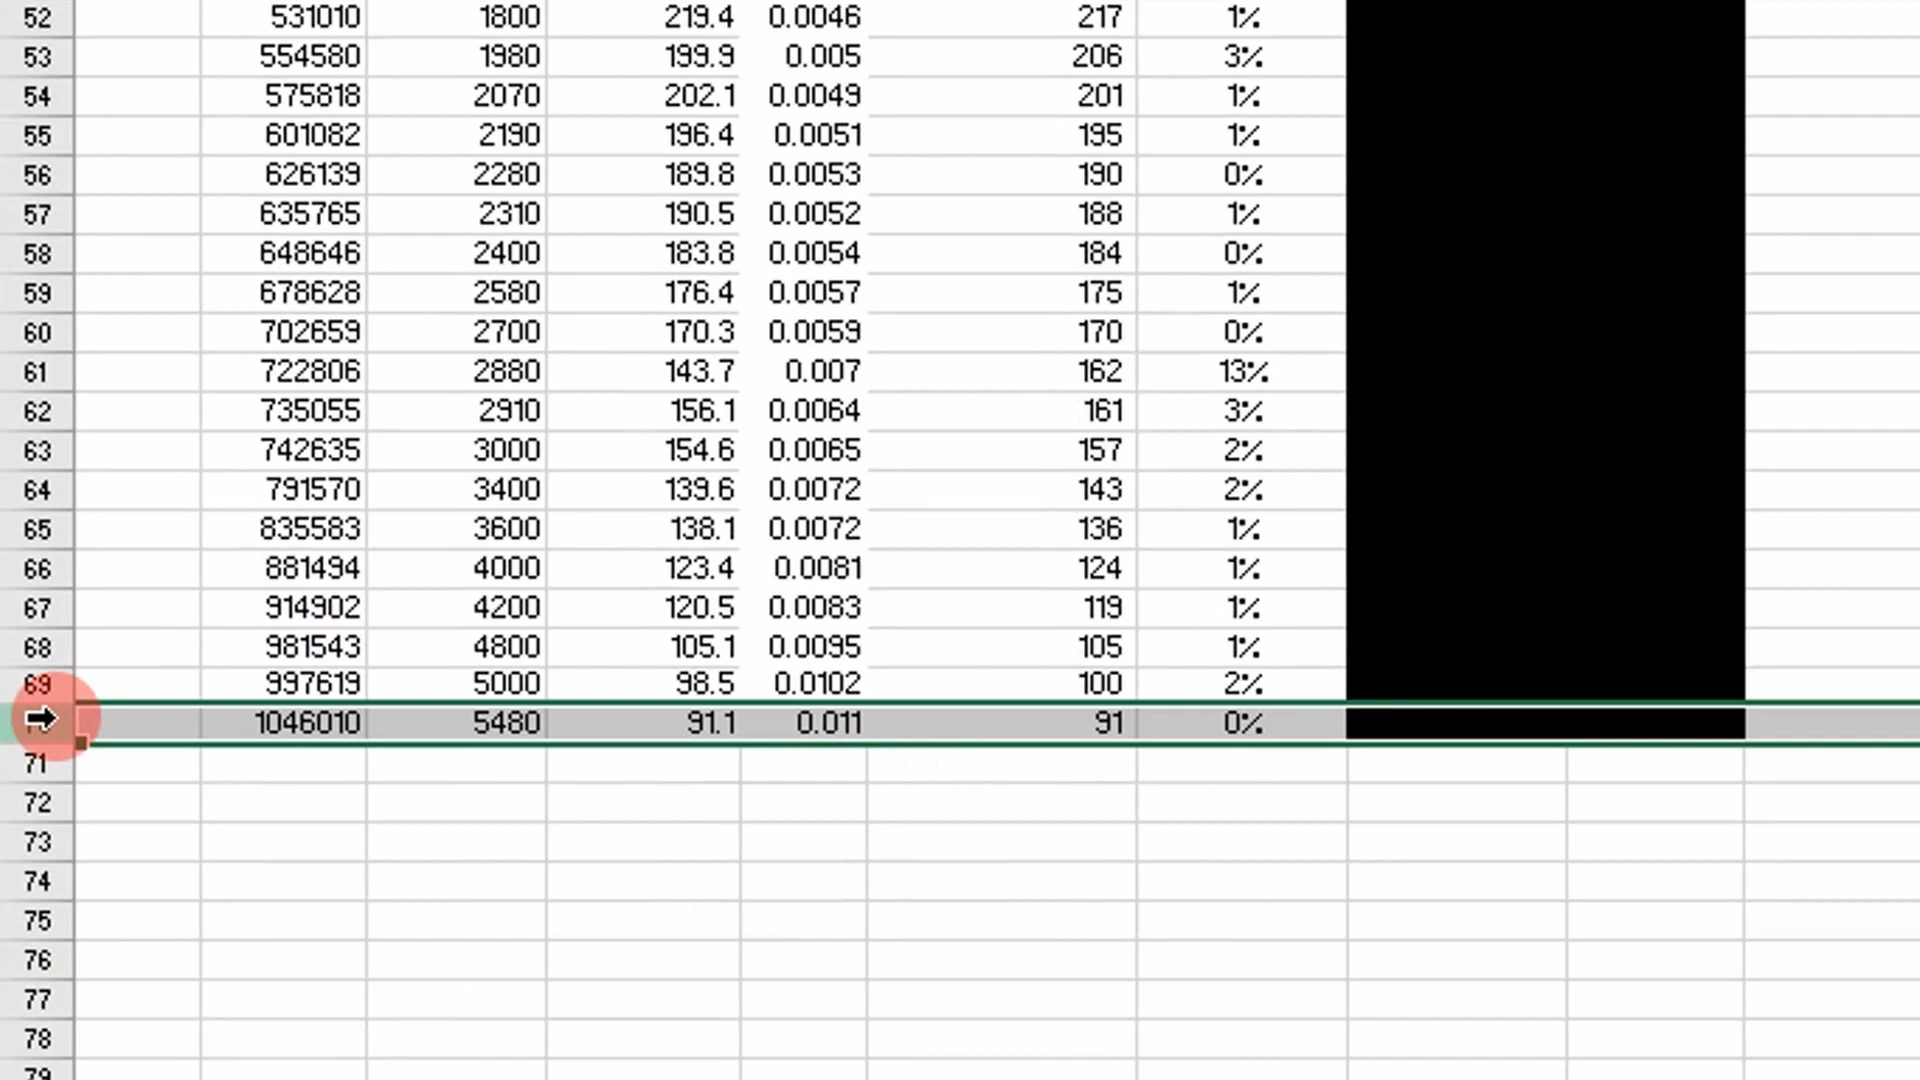 52 531010 1800 219.4 0.0046 217 1%
53 554580 1980 199.9 0.005 206 3%
54 575818 2070 202.1 0.0049 201 1%
55 601082 2190 196.4 0.0051 195 1%
56 626139 2280 189.8 0.0053 190 0%
57 635765 2310 190.5 0.0052 188 1%
58 648646 2400 183.8 0.0054 184 0%
59 678628 2580 176.4 0.0057 175 1%
60 702659 2700 170.3 0.0059 170 0%
61 722806 2880 143.7 0.007 162 13%
62 735055 2910 156.1 0.0064 161 3%
63 742635 3000 154.6 0.0065 157 2%
64 791570 3400 139.6 0.0072 143 2%
65 835583 3600 138.1 0.0072 136 1%
66 881494 4000 123.4 0.0081 124 1%
67 914902 4200 120.5 0.0083 119 1%
68 981543 4800 105.1 0.0095 105 1%
69 997619 5000 98.5 0.0102 100 2%
1046010 5480 91.1 0.011 91 0%
71
72
73
74
75
76
77
78
79